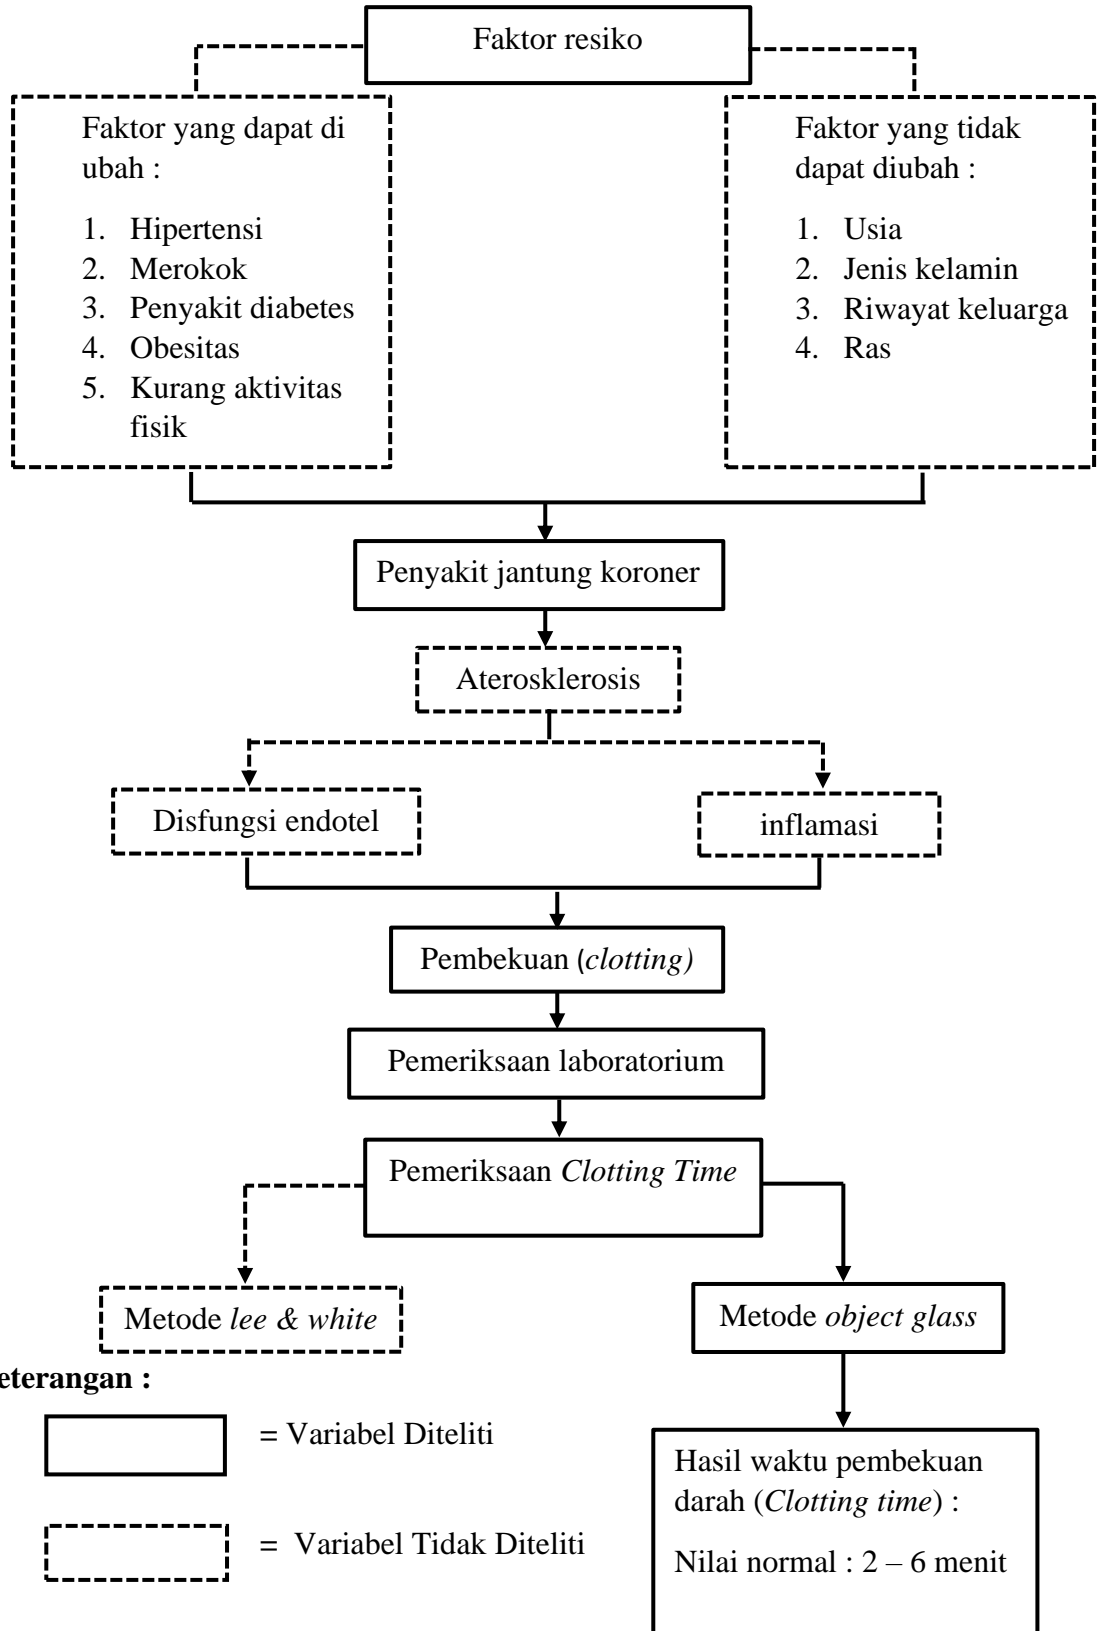 Faktor resiko
Faktor yang dapat di
ubah :
1. Hipertensi
2. Merokok
3. Penyakit diabetes
4. Obesitas
5. Kurang aktivitas
fisik
Faktor yang tidak
dapat diubah :
1. Usia
2. Jenis kelamin
3. Riwayat keluarga
4. Ras
Penyakit jantung koroner
Aterosklerosis
Disfungsi endotel
inflamasi
Pembekuan (clotting)
Pemeriksaan laboratorium
Pemeriksaan Clotting Time
Metode lee & white
Metode object glass
eterangan :
= Variabel Diteliti
= Variabel Tidak Diteliti
Hasil waktu pembekuan
darah (Clotting time) :
Nilai normal : 2 – 6 menit